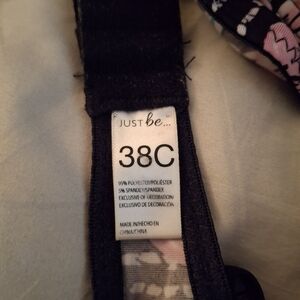 JUST be...
38C
95% POLYESTER/POLIÉSTER
5% SPANDEX/SPANDEX
EXCLUSIVE OF DECORATION
EXCLUSIVO DE DECORACIÓN
MADE IN/HECHO EN
CHINA/CHINA